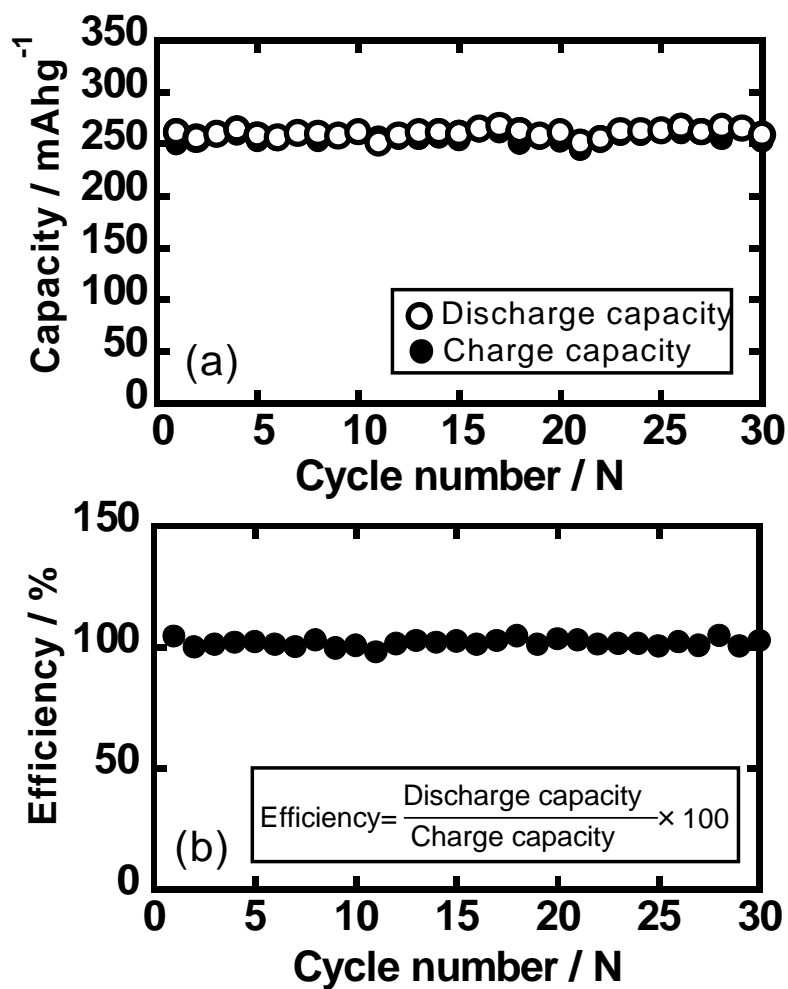 350
300
250
200
150
100
50
0
Capacity / mAhg⁻¹
Discharge capacity
Charge capacity
(a)
0 5 10 15 20 25 30
Cycle number / N
150
100
50
0
Efficiency / %
Efficiency= Discharge capacity / Charge capacity × 100
(b)
0 5 10 15 20 25 30
Cycle number / N